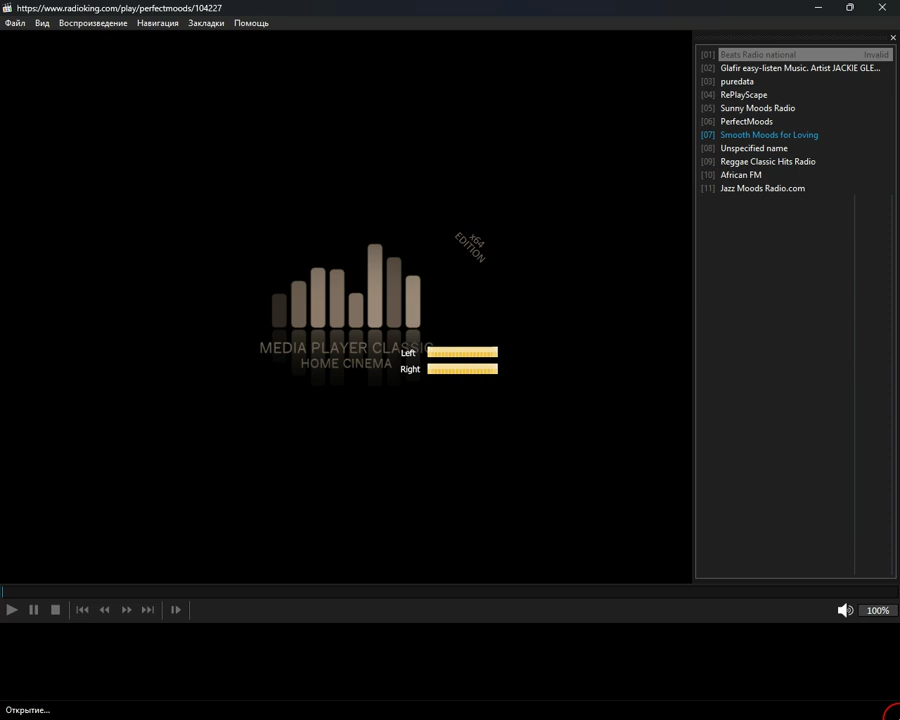 https://www.radioking.com/play/perfectmoods/104227
Файл Вид Воспроизведение Навигация Закладки Помощь
[01] Beats Radio national Invalid
[02] Glafir easy-listen Music. Artist JACKIE GLE...
[03] puredata
[04] RePlayScape
[05] Sunny Moods Radio
[06] PerfectMoods
[07] Smooth Moods for Loving
[08] Unspecified name
[09] Reggae Classic Hits Radio
[10] African FM
[11] Jazz Moods Radio.com
x64
EDITION
MEDIA PLAYER CLASSIC
HOME CINEMA
Left
Right
100%
Открытие...